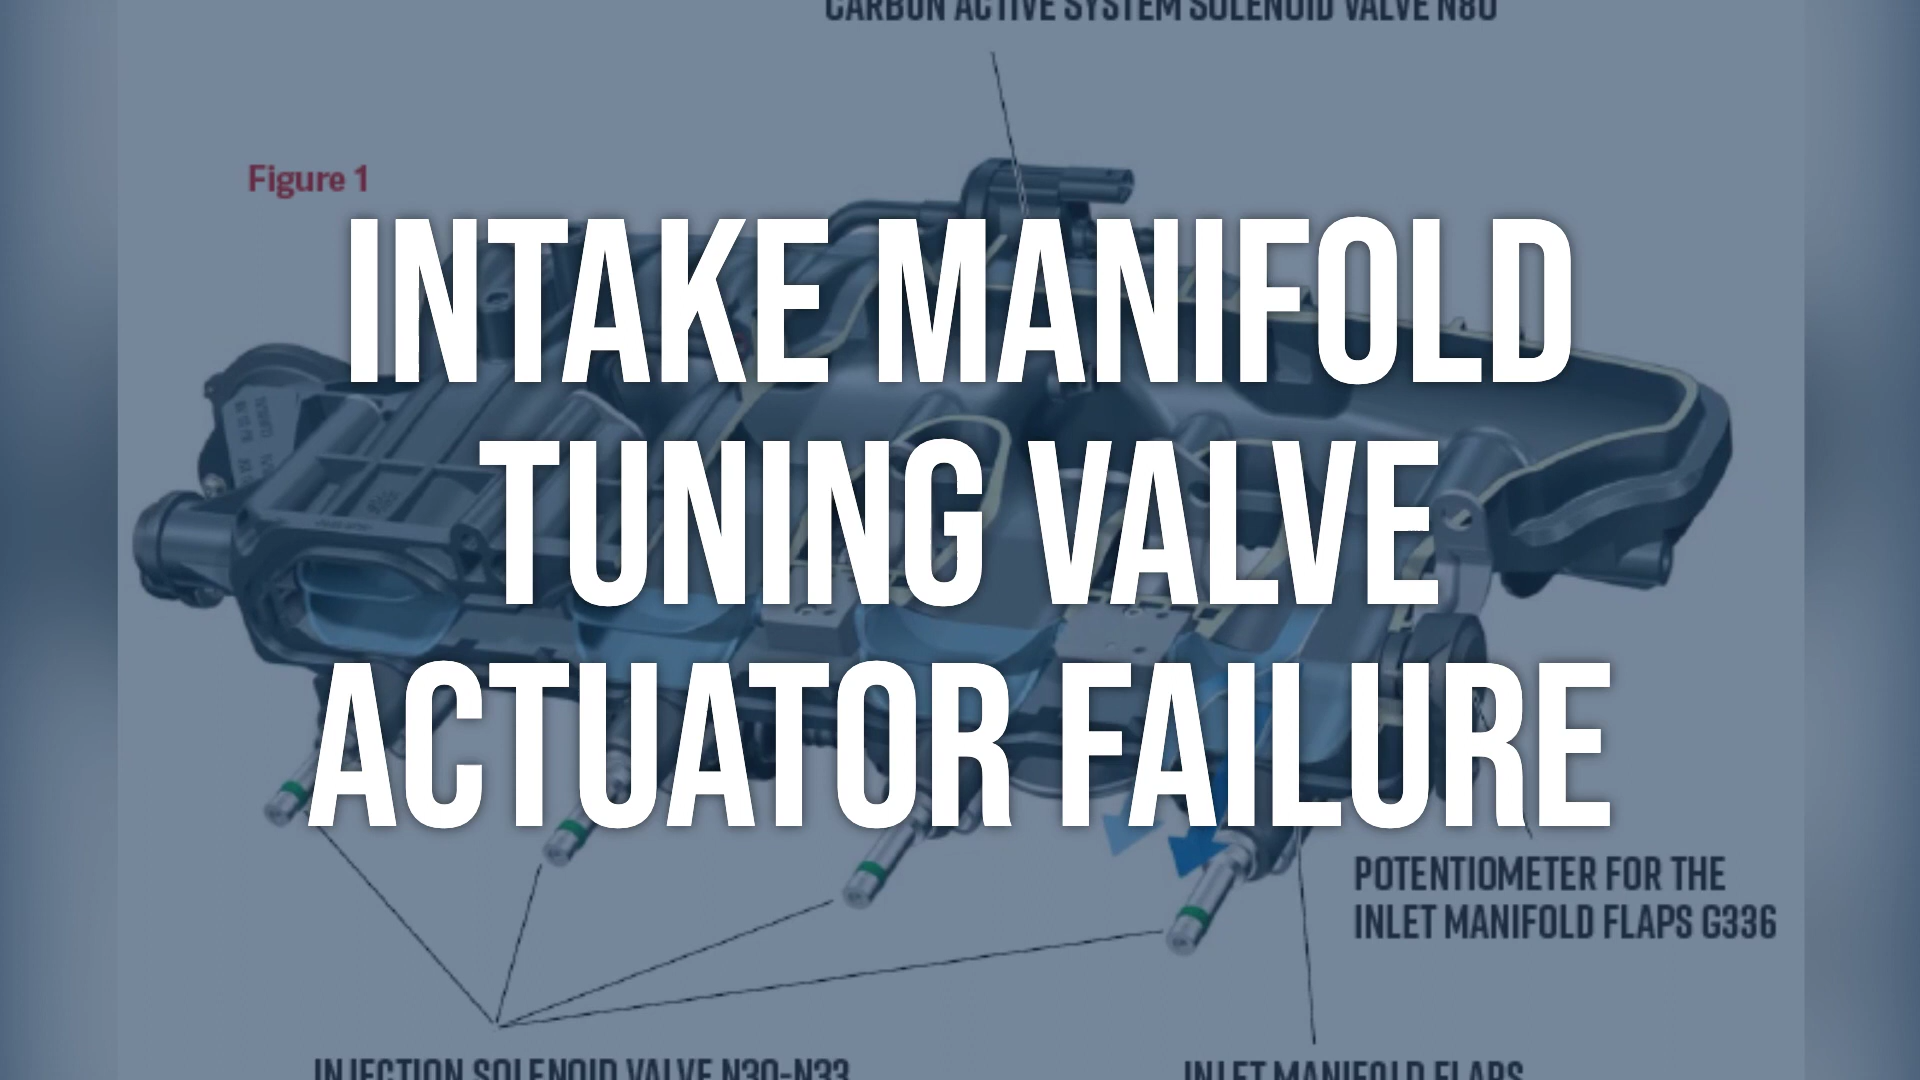 CARBON ACTIVE SYSTEM SOLENOID VALVE N80
Figure 1
INTAKE MANIFOLD
TUNING VALVE
ACTUATOR FAILURE
POTENTIOMETER FOR THE
INLET MANIFOLD FLAPS G336
INJECTION SOLENOID VALVE N30-N33
INLET MANIFOLD FLAPS